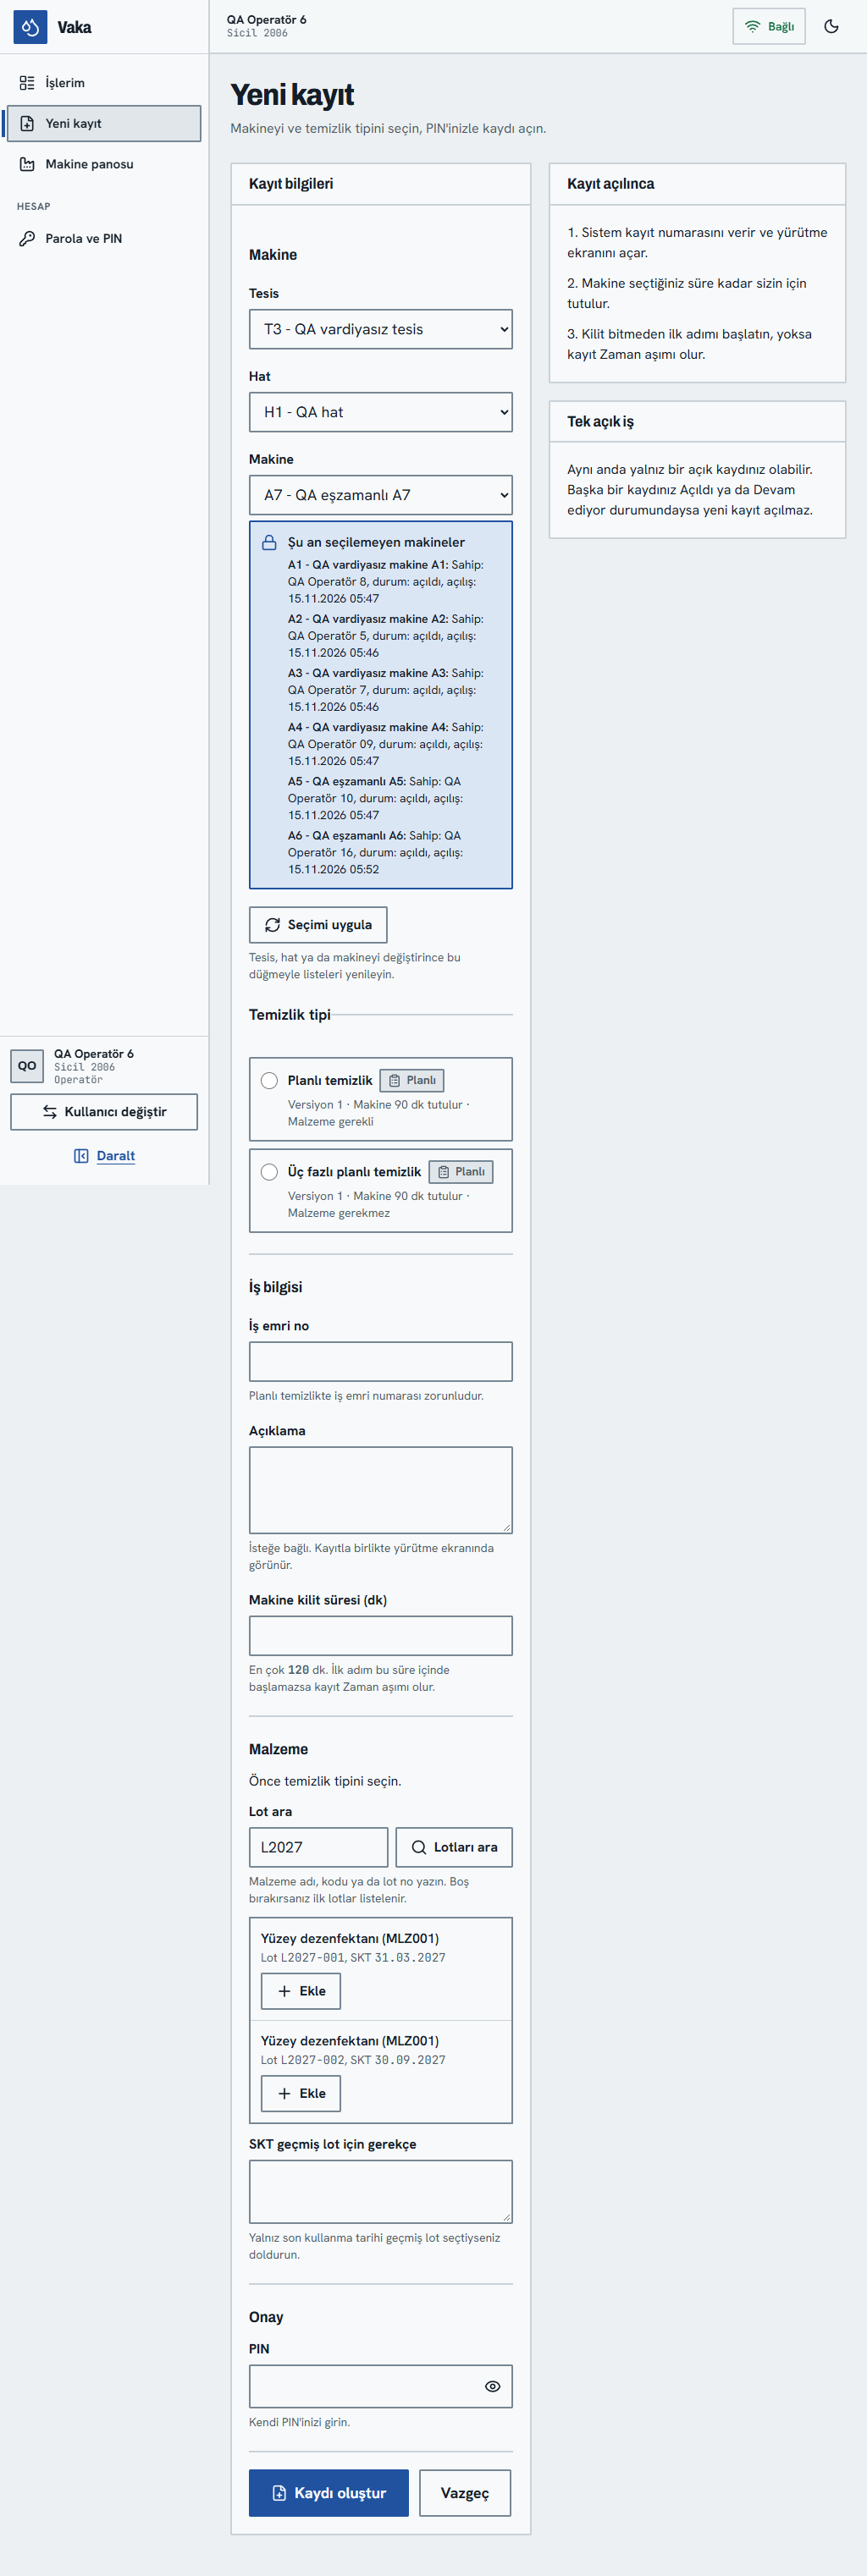 Vaka
İşlerim
Yeni kayıt
Makine panosu
HESAP
Parola ve PIN
QO
QA Operatör 6
Sicil 2006
Operatör
Kullanıcı değiştir
Daralt
QA Operatör 6
Sicil 2006
Bağlı
Yeni kayıt
Makineyi ve temizlik tipini seçin, PIN'inizle kaydı açın.
Kayıt bilgileri
Makine
Tesis
T3 - QA vardiyasız tesis
Hat
H1 - QA hat
Makine
A7 - QA eşzamanlı A7
Şu an seçilemeyen makineler
A1 - QA vardiyasız makine A1: Sahip:
QA Operatör 8, durum: açıldı, açılış:
15.11.2026 05:47
A2 - QA vardiyasız makine A2: Sahip:
QA Operatör 5, durum: açıldı, açılış:
15.11.2026 05:46
A3 - QA vardiyasız makine A3: Sahip:
QA Operatör 7, durum: açıldı, açılış:
15.11.2026 05:46
A4 - QA vardiyasız makine A4: Sahip:
QA Operatör 09, durum: açıldı, açılış:
15.11.2026 05:47
A5 - QA eşzamanlı A5: Sahip: QA
Operatör 10, durum: açıldı, açılış:
15.11.2026 05:47
A6 - QA eşzamanlı A6: Sahip: QA
Operatör 16, durum: açıldı, açılış:
15.11.2026 05:52
Seçimi uygula
Tesis, hat ya da makineyi değiştirince bu
düğmeyle listeleri yenileyin.
Temizlik tipi
Planlı temizlik Planlı
Versiyon 1 · Makine 90 dk tutulur ·
Malzeme gerekli
Üç fazlı planlı temizlik Planlı
Versiyon 1 · Makine 90 dk tutulur ·
Malzeme gerekmez
İş bilgisi
İş emri no
Planlı temizlikte iş emri numarası zorunludur.
Açıklama
İsteğe bağlı. Kayıtla birlikte yürütme ekranında
görünür.
Makine kilit süresi (dk)
En çok 120 dk. İlk adım bu süre içinde
başlamazsa kayıt Zaman aşımı olur.
Malzeme
Önce temizlik tipini seçin.
Lot ara
L2027
Lotları ara
Malzeme adı, kodu ya da lot no yazın. Boş
bırakırsanız ilk lotlar listelenir.
Yüzey dezenfektanı (MLZ001)
Lot L2027-001, SKT 31.03.2027
Ekle
Yüzey dezenfektanı (MLZ001)
Lot L2027-002, SKT 30.09.2027
Ekle
SKT geçmiş lot için gerekçe
Yalnız son kullanma tarihi geçmiş lot seçtiyseniz
doldurun.
Onay
PIN
Kendi PIN'inizi girin.
Kaydı oluştur
Vazgeç
Kayıt açılınca
1. Sistem kayıt numarasını verir ve yürütme
ekranını açar.
2. Makine seçtiğiniz süre kadar sizin için
tutulur.
3. Kilit bitmeden ilk adımı başlatın, yoksa
kayıt Zaman aşımı olur.
Tek açık iş
Aynı anda yalnız bir açık kaydınız olabilir.
Başka bir kaydınız Açıldı ya da Devam
ediyor durumundaysa yeni kayıt açılmaz.